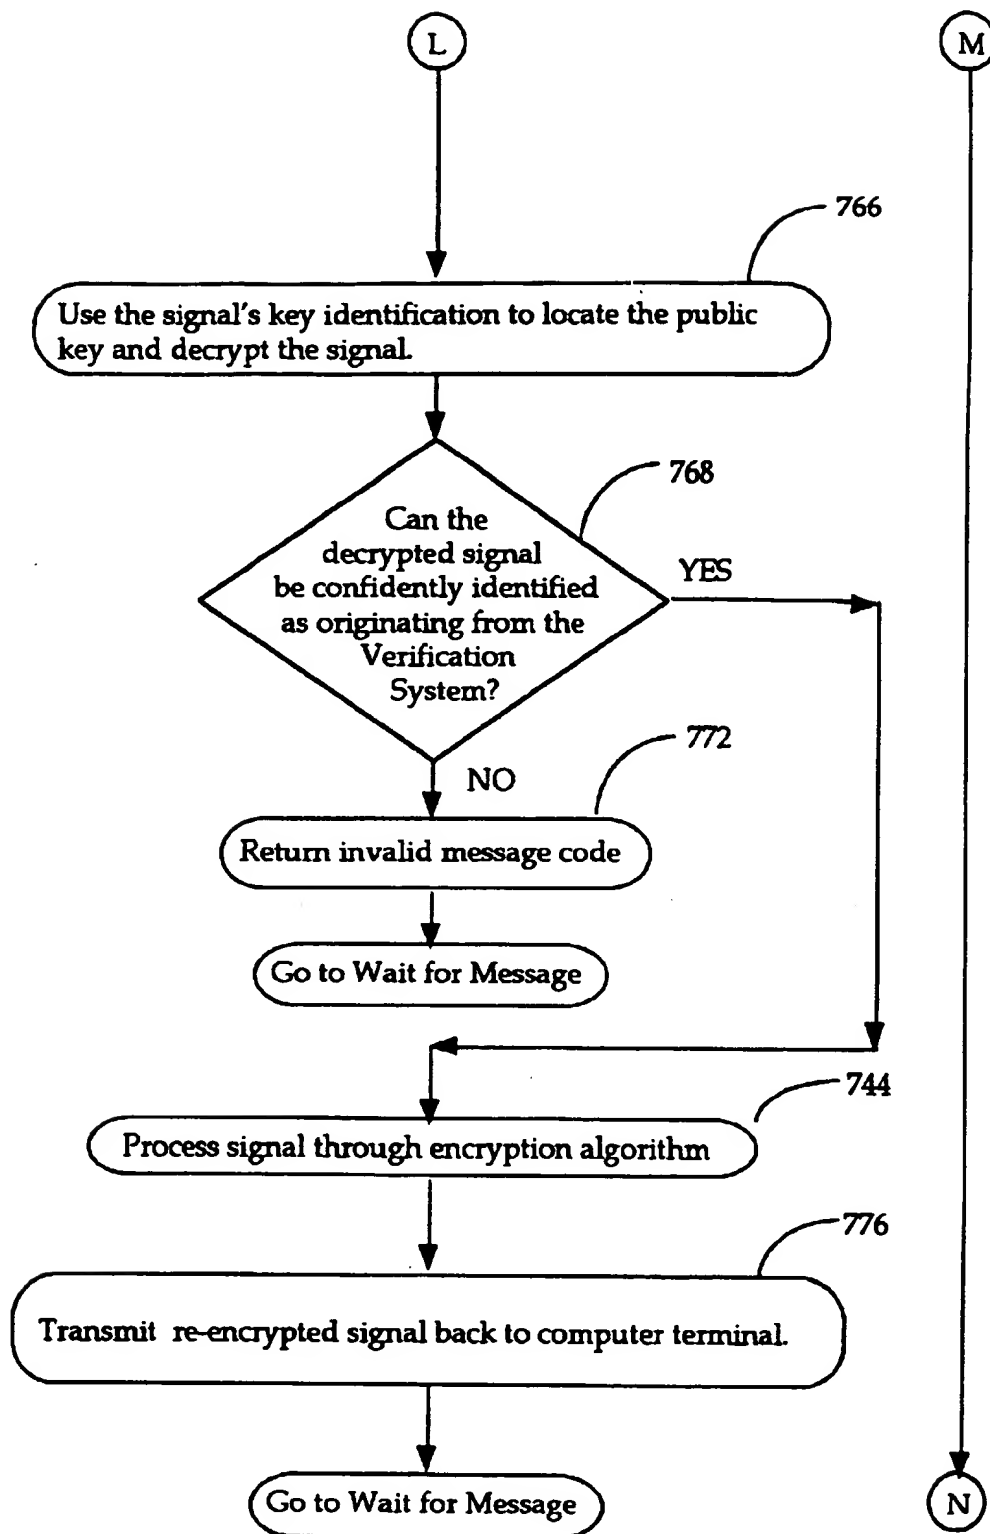 L
M
766
Use the signal's key identification to locate the public
key and decrypt the signal.
768
Can the
decrypted signal
be confidently identified
as originating from the
Verification
System?
YES
772
NO
Return invalid message code
Go to Wait for Message
744
Process signal through encryption algorithm
776
Transmit re-encrypted signal back to computer terminal.
Go to Wait for Message
N